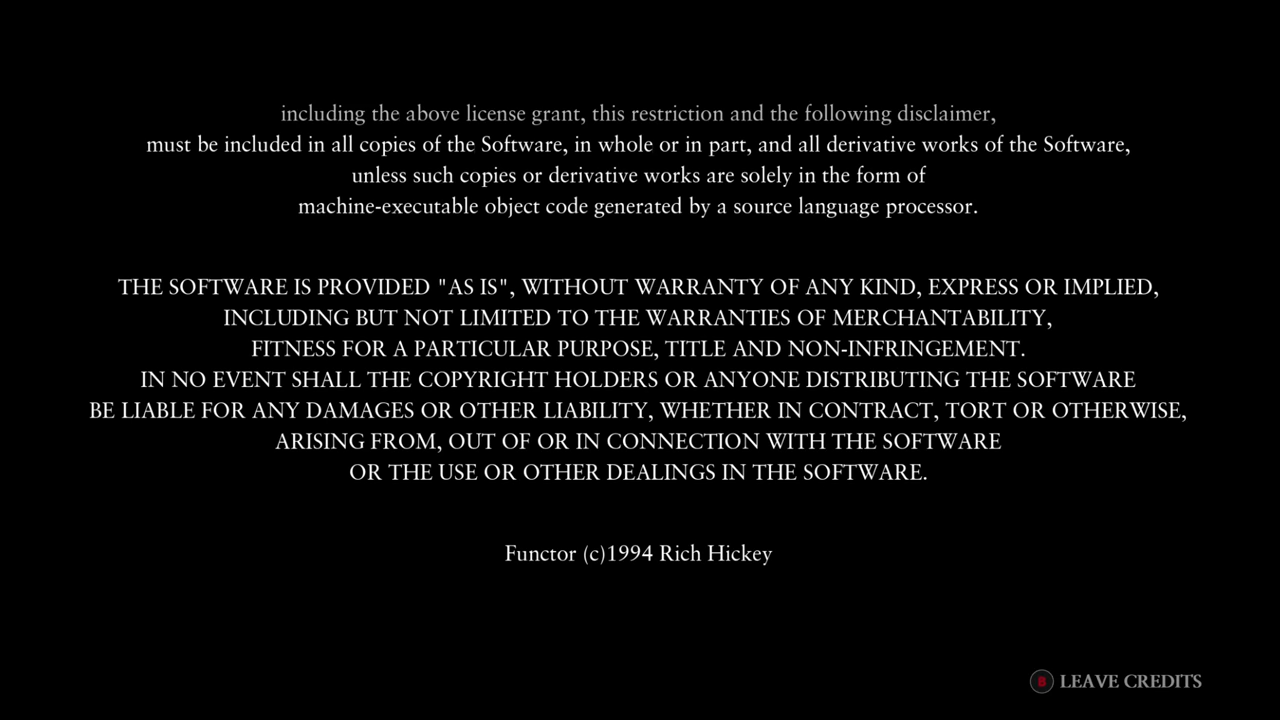 including the above license grant, this restriction and the following disclaimer,
must be included in all copies of the Software, in whole or in part, and all derivative works of the Software,
unless such copies or derivative works are solely in the form of
machine-executable object code generated by a source language processor.
THE SOFTWARE IS PROVIDED "AS IS", WITHOUT WARRANTY OF ANY KIND, EXPRESS OR IMPLIED,
INCLUDING BUT NOT LIMITED TO THE WARRANTIES OF MERCHANTABILITY,
FITNESS FOR A PARTICULAR PURPOSE, TITLE AND NON-INFRINGEMENT.
IN NO EVENT SHALL THE COPYRIGHT HOLDERS OR ANYONE DISTRIBUTING THE SOFTWARE
BE LIABLE FOR ANY DAMAGES OR OTHER LIABILITY, WHETHER IN CONTRACT, TORT OR OTHERWISE,
ARISING FROM, OUT OF OR IN CONNECTION WITH THE SOFTWARE
OR THE USE OR OTHER DEALINGS IN THE SOFTWARE.
Functor (c)1994 Rich Hickey
B LEAVE CREDITS